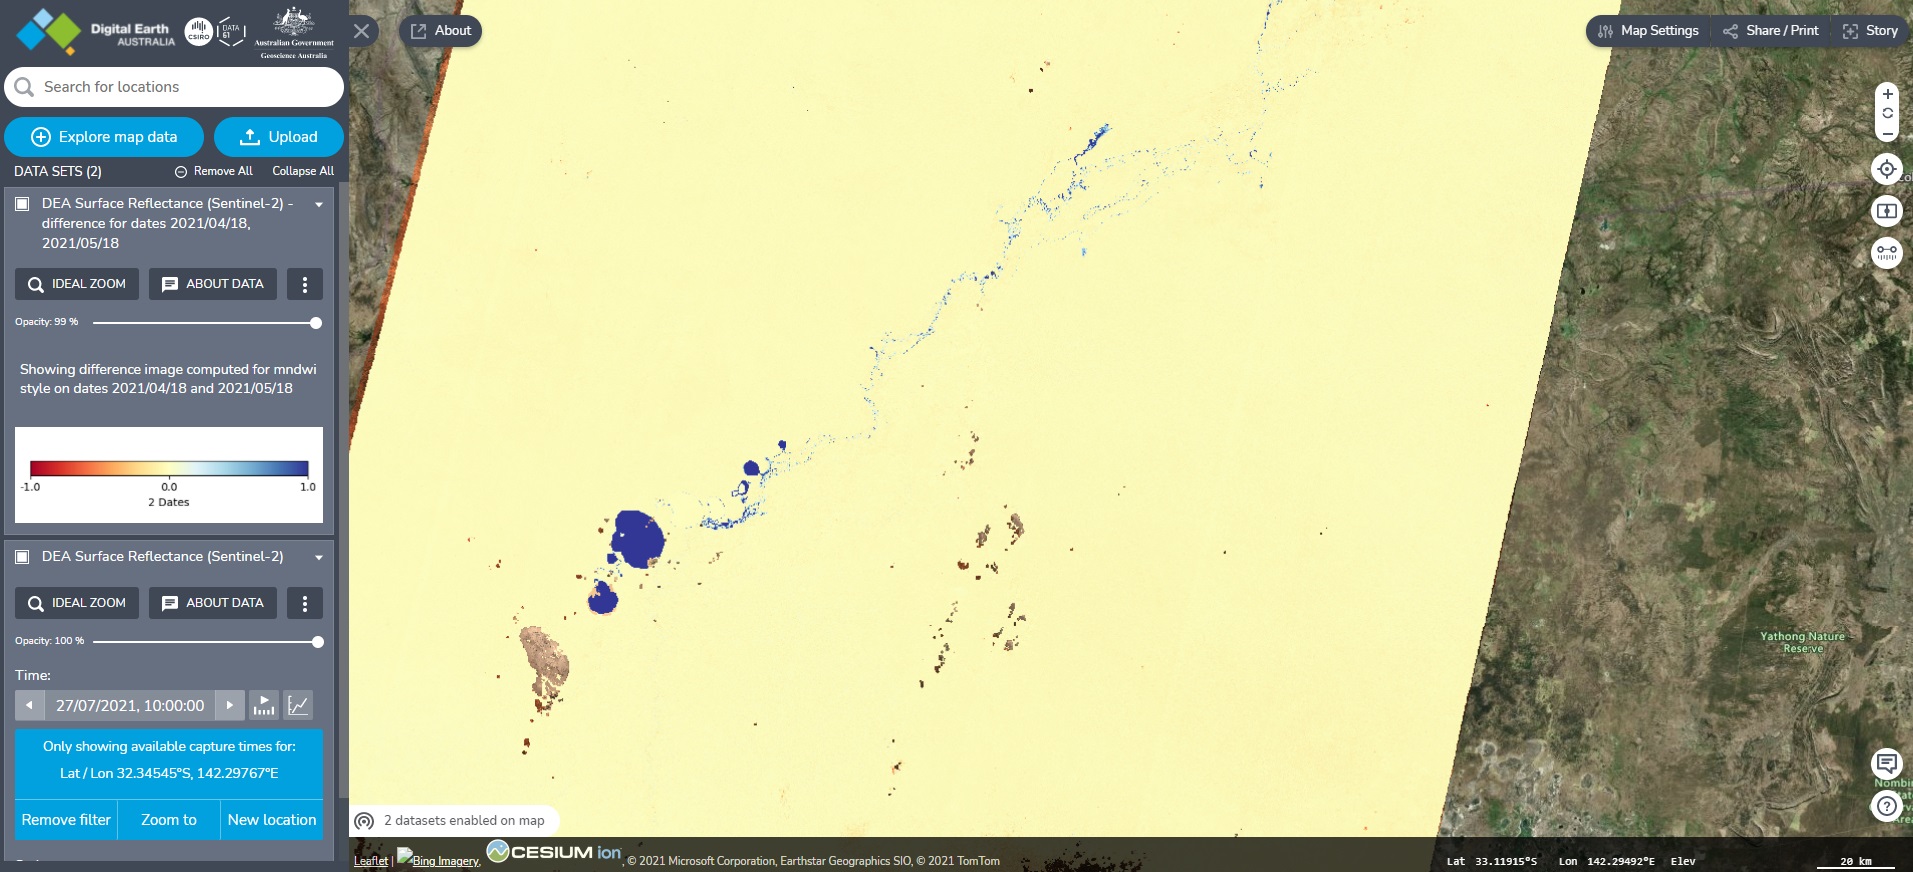 Digital Earth
AUSTRALIA
CSIRO
DATA
61
Australian Government
Geoscience Australia
Search for locations
Explore map data
Upload
DATA SETS (2)
Remove All
Collapse All
DEA Surface Reflectance (Sentinel-2) -
difference for dates 2021/04/18,
2021/05/18
IDEAL ZOOM
ABOUT DATA
Opacity: 99 %
Showing difference image computed for mndwi
style on dates 2021/04/18 and 2021/05/18
-1.0
0.0
1.0
2 Dates
DEA Surface Reflectance (Sentinel-2)
IDEAL ZOOM
ABOUT DATA
Opacity: 100 %
Time:
27/07/2021, 10:00:00
Only showing available capture times for:
Lat / Lon 32.34545°S, 142.29767°E
Remove filter
Zoom to
New location
About
Map Settings
Share / Print
Story
Yathong Nature
Reserve
2 datasets enabled on map
Leaflet | Bing Imagery, CESIUM ion, © 2021 Microsoft Corporation, Earthstar Geographics SIO, © 2021 TomTom
Lat 33.11915°S Lon 142.29492°E Elev
20 km